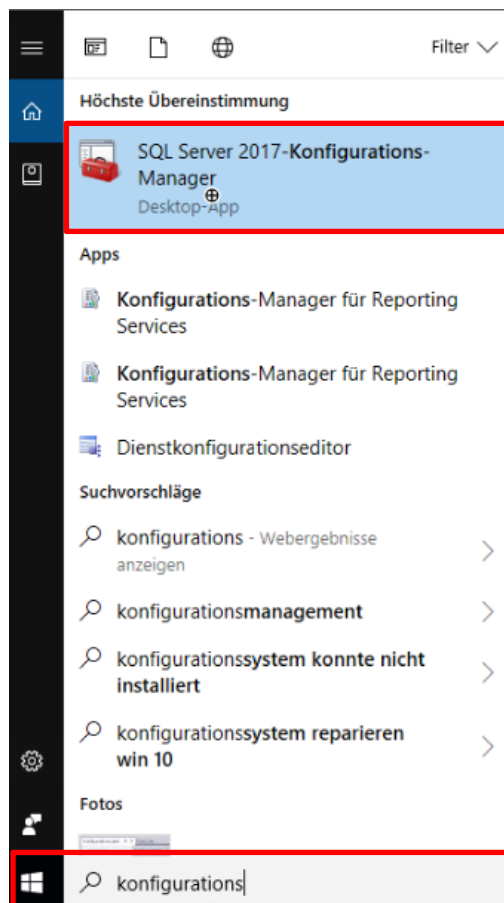 Filter
Höchste Übereinstimmung
SQL Server 2017-Konfigurations-
Manager
Desktop-App
Apps
Konfigurations-Manager für Reporting
Services
Konfigurations-Manager für Reporting
Services
Dienstkonfigurationseditor
Suchvorschläge
konfigurations - Webergebnisse
anzeigen
konfigurationsmanagement
konfigurationssystem konnte nicht
installiert
konfigurationssystem reparieren
win 10
Fotos
konfigurations